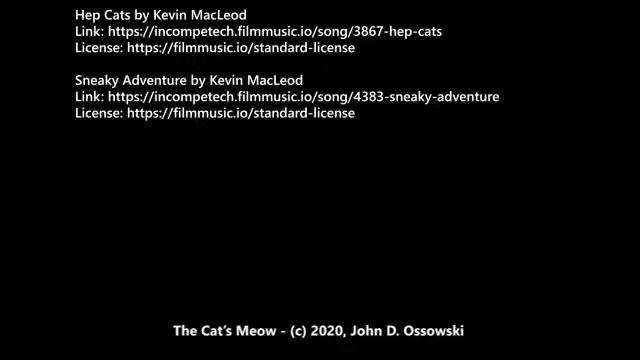 Hep Cats by Kevin MacLeod
Link: https://incompetech.filmmusic.io/song/3867-hep-cats
License: https://filmmusic.io/standard-license
Sneaky Adventure by Kevin MacLeod
Link: https://incompetech.filmmusic.io/song/4383-sneaky-adventure
License: https://filmmusic.io/standard-license
The Cat’s Meow - (c) 2020, John D. Ossowski